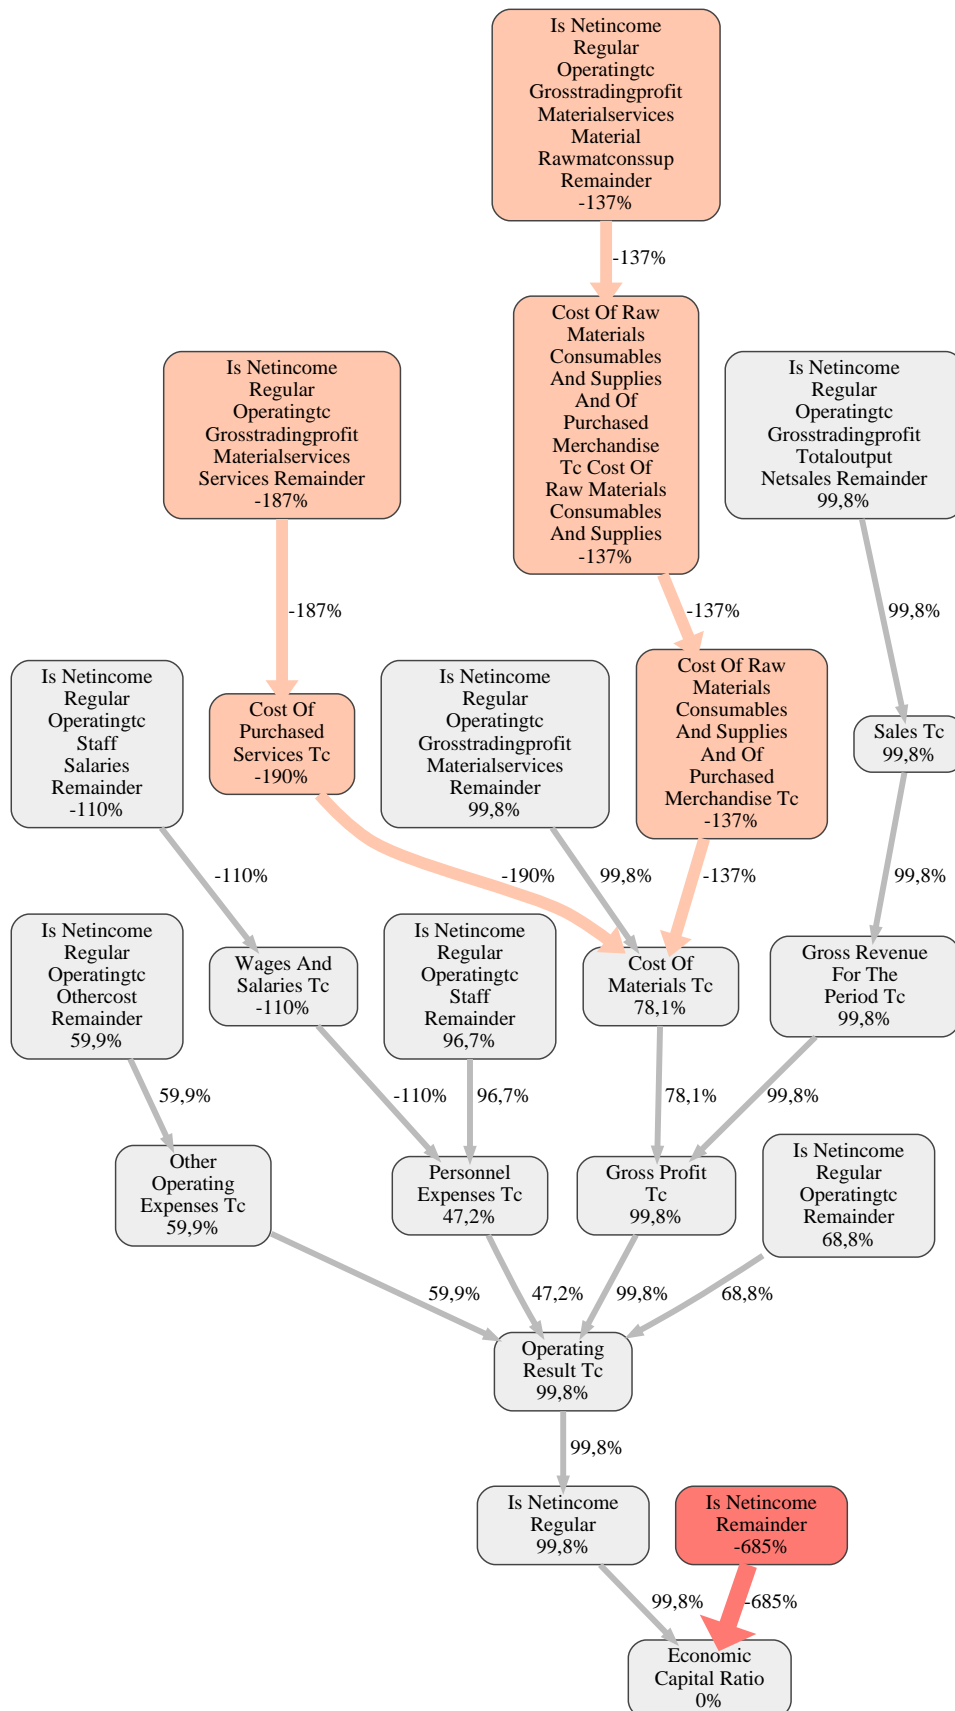 Is Netincome
Regular
Operatingtc
Grosstradingprofit
Materialservices
Material
Rawmatconssup
Remainder
-137%
-137%
Cost Of Raw
Materials
Consumables
And Supplies
And Of
Purchased
Merchandise
Tc Cost Of
Raw Materials
Consumables
And Supplies
-137%
Is Netincome
Regular
Operatingtc
Grosstradingprofit
Materialservices
Services Remainder
-187%
Is Netincome
Regular
Operatingtc
Grosstradingprofit
Totaloutput
Netsales Remainder
99,8%
-187%
-137%
99,8%
Is Netincome
Regular
Operatingtc
Staff
Salaries
Remainder
-110%
Cost Of
Purchased
Services Tc
-190%
Is Netincome
Regular
Operatingtc
Grosstradingprofit
Materialservices
Remainder
99,8%
Cost Of Raw
Materials
Consumables
And Supplies
And Of
Purchased
Merchandise Tc
-137%
Sales Tc
99,8%
-110%
-190%
99,8%
-137%
99,8%
Is Netincome
Regular
Operatingtc
Othercost
Remainder
59,9%
Wages And
Salaries Tc
-110%
Is Netincome
Regular
Operatingtc
Staff
Remainder
96,7%
Cost Of
Materials Tc
78,1%
Gross Revenue
For The
Period Tc
99,8%
59,9%
-110%
96,7%
78,1%
99,8%
Other
Operating
Expenses Tc
59,9%
Personnel
Expenses Tc
47,2%
Gross Profit
Tc
99,8%
Is Netincome
Regular
Operatingtc
Remainder
68,8%
59,9%
47,2%
99,8%
68,8%
Operating
Result Tc
99,8%
99,8%
Is Netincome
Regular
99,8%
Is Netincome
Remainder
-685%
99,8%
-685%
Economic
Capital Ratio
0%